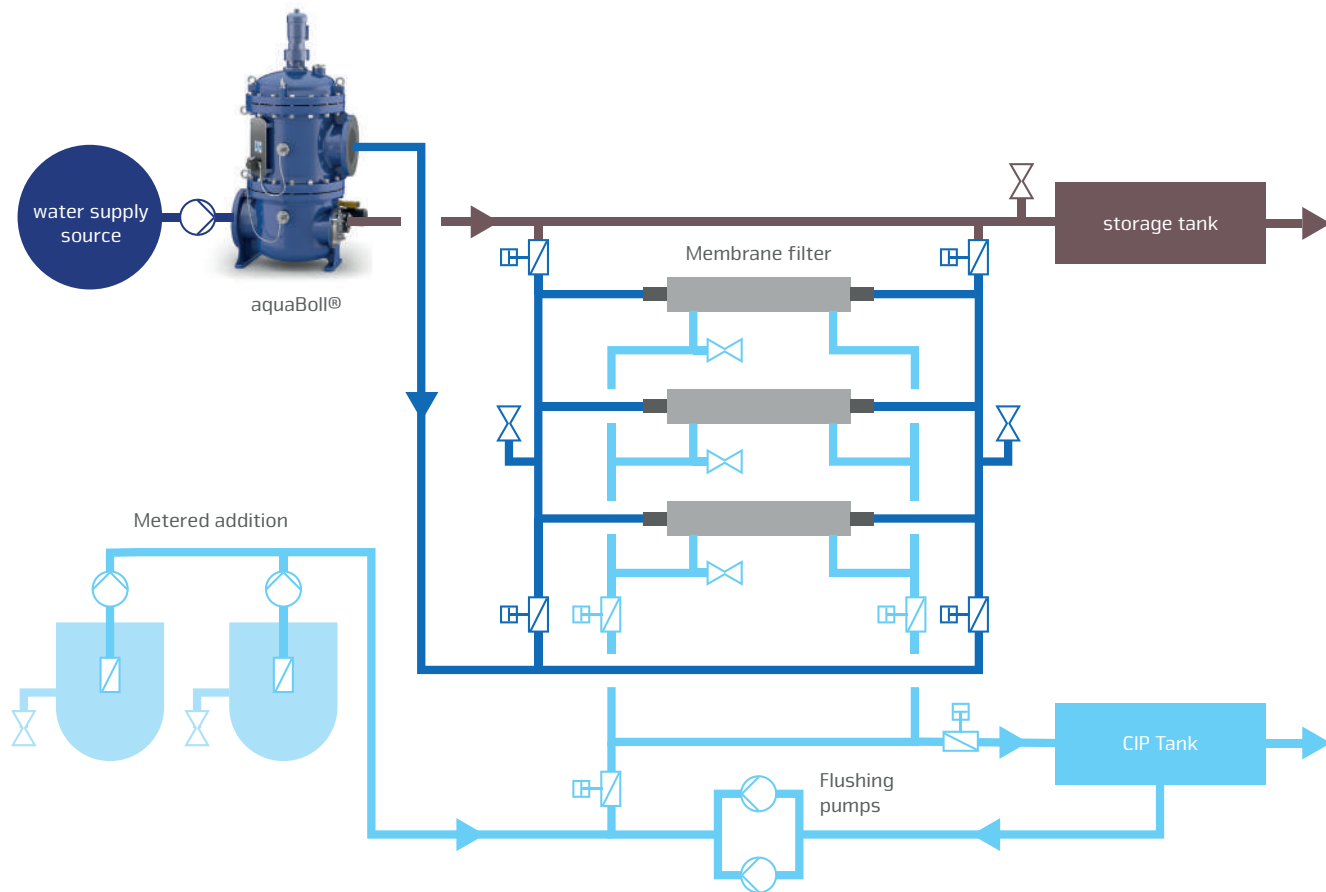 water supply
source
aquaBoll®
Membrane filter
storage tank
Metered addition
CIP Tank
Flushing
pumps